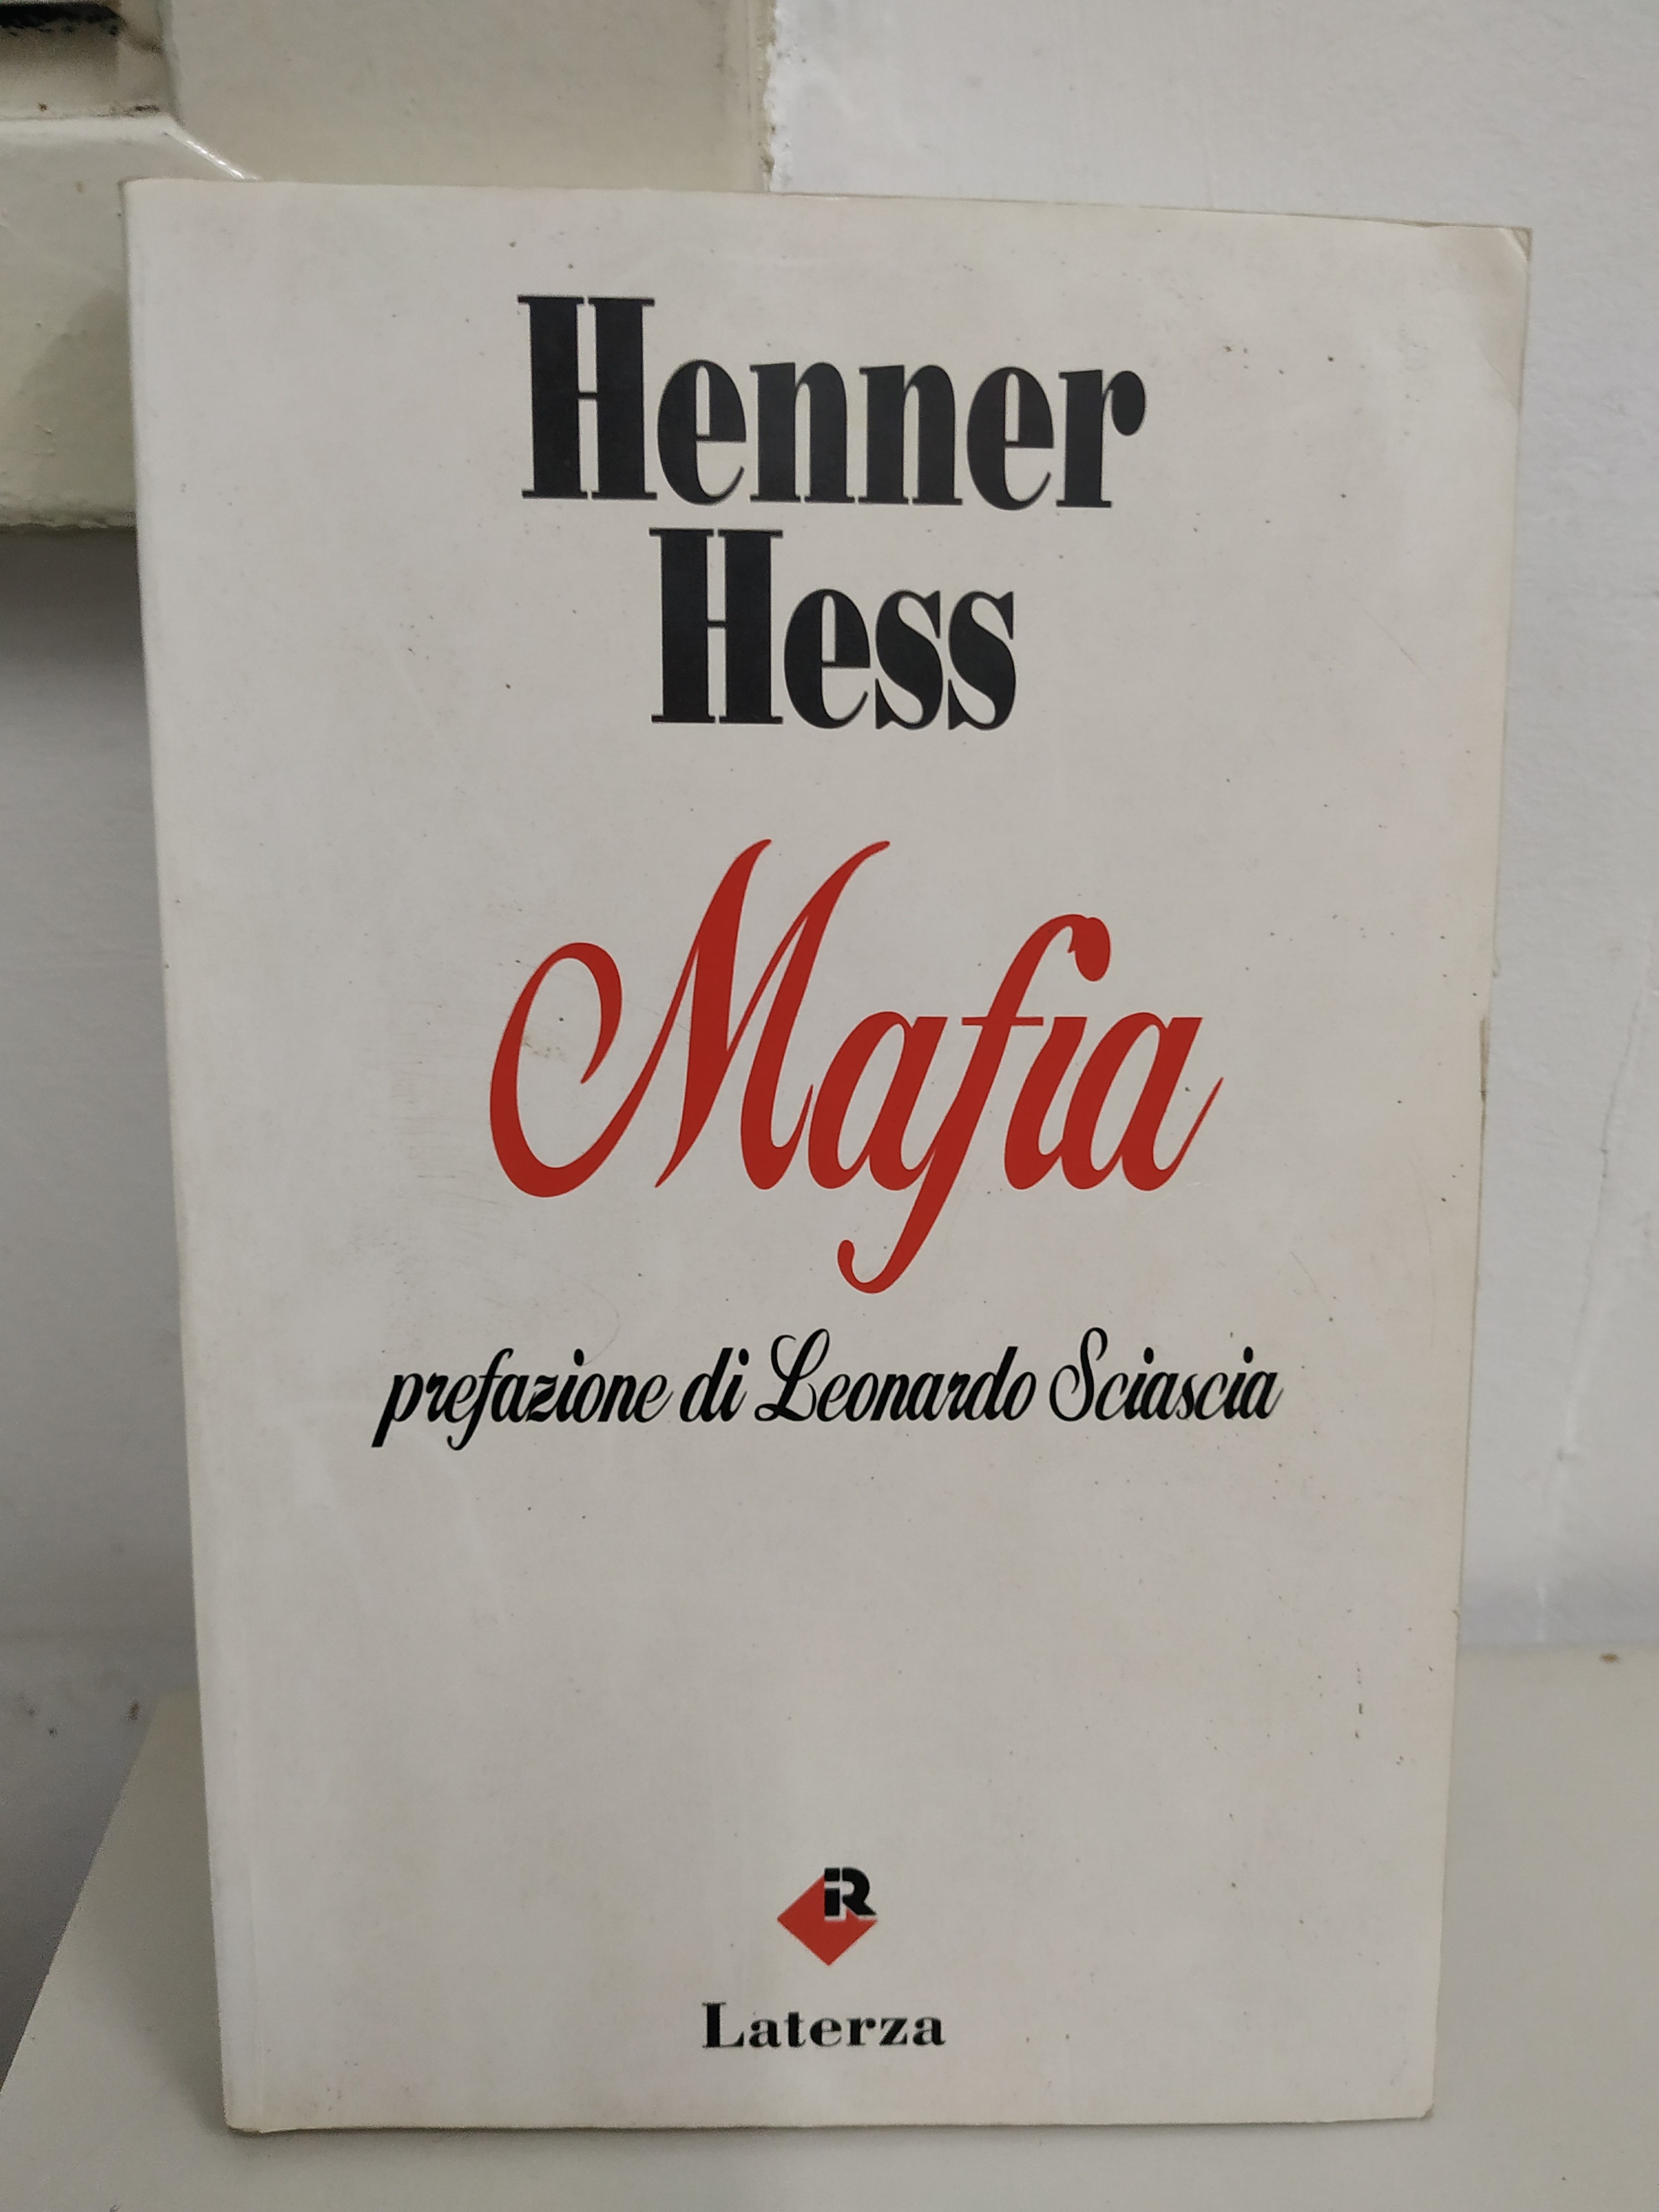 Henner
Hess
Mafia
prefazione di Leonardo Sciascia
iR
Laterza